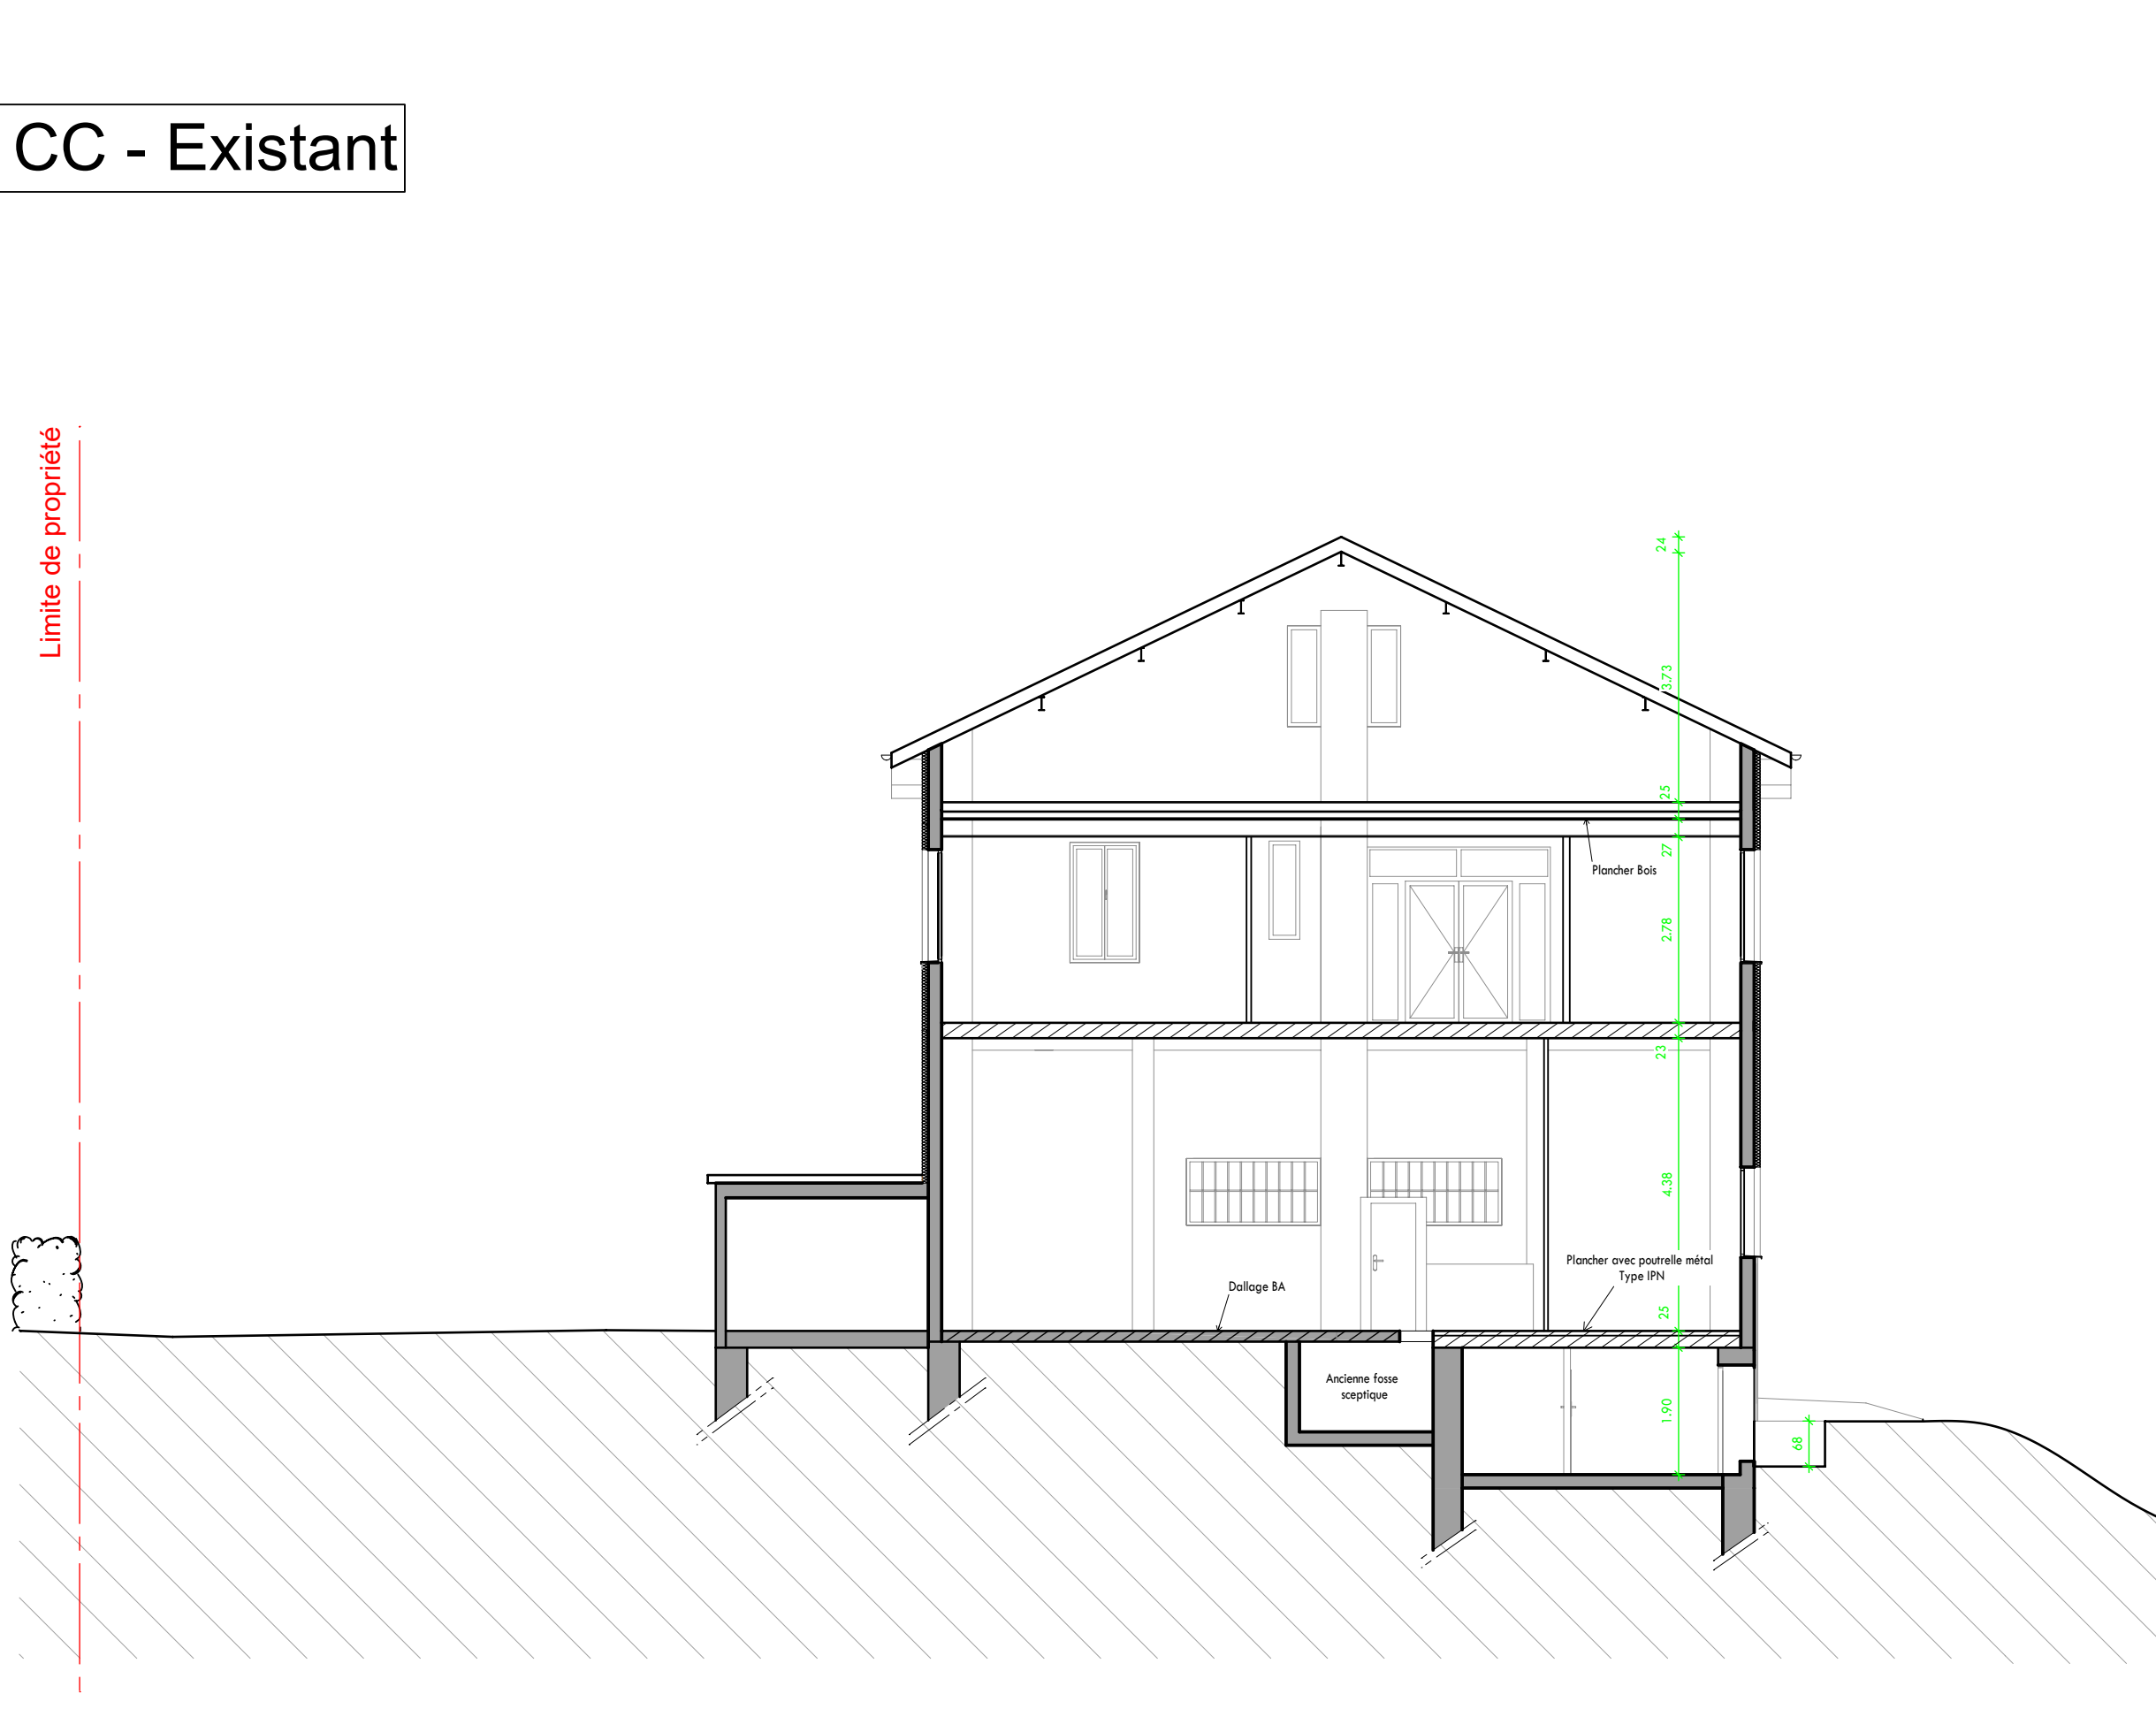 CC - Existant
Limite de propriété
24
3.73
25
Plancher Bois
27
2.78
23
4.38
Plancher avec poutrelle métal
Type IPN
Dallage BA
25
Ancienne fosse
sceptique
1.90
68